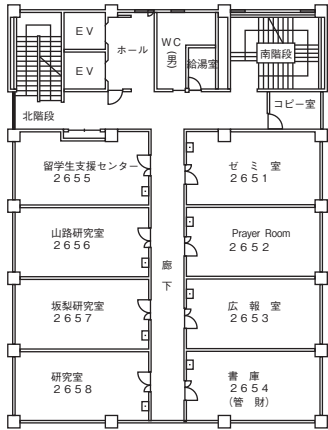 ＥＶ
ＥＶ
ホール
ＷＣ
(男)
給湯室
南階段
コピー室
北階段
留学生支援センター
２６５５
ゼ ミ 室
２６５１
山路研究室
２６５６
Prayer Room
２６５２
廊下
坂梨研究室
２６５７
広 報 室
２６５３
研究室
２６５８
書 庫
２６５４
(管 財)